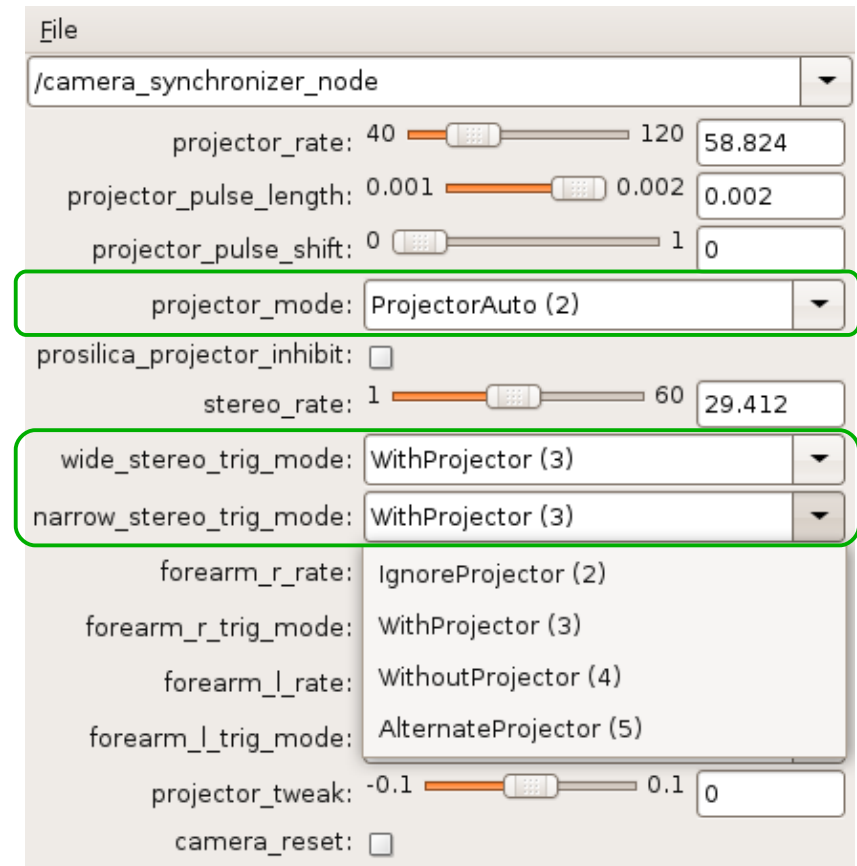 File
/camera_synchronizer_node
projector_rate: 40 120 58.824
projector_pulse_length: 0.001 0.002 0.002
projector_pulse_shift: 0 1 0
projector_mode: ProjectorAuto (2)
prosilica_projector_inhibit:
stereo_rate: 1 60 29.412
wide_stereo_trig_mode: WithProjector (3)
narrow_stereo_trig_mode: WithProjector (3)
forearm_r_rate: IgnoreProjector (2)
forearm_r_trig_mode: WithProjector (3)
forearm_l_rate: WithoutProjector (4)
forearm_l_trig_mode: AlternateProjector (5)
projector_tweak: -0.1 0.1 0
camera_reset: